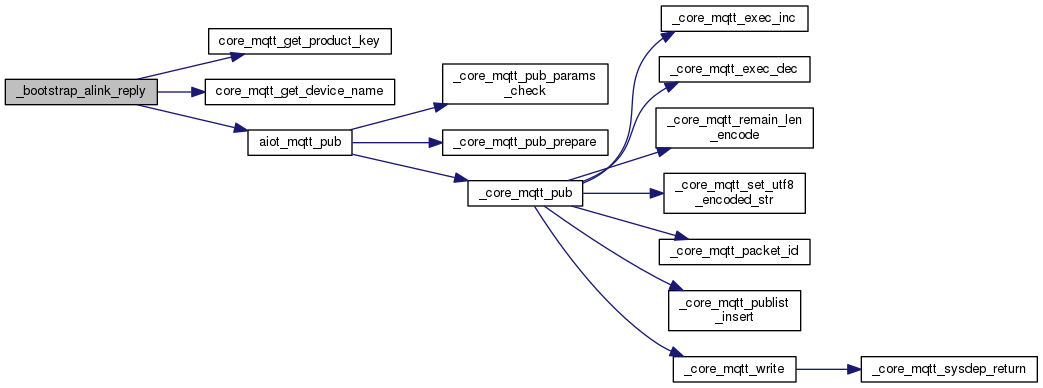 _bootstrap_alink_reply
core_mqtt_get_product_key
core_mqtt_get_device_name
aiot_mqtt_pub
_core_mqtt_pub_params
_check
_core_mqtt_pub_prepare
_core_mqtt_pub
_core_mqtt_exec_inc
_core_mqtt_exec_dec
_core_mqtt_remain_len
_encode
_core_mqtt_set_utf8
_encoded_str
_core_mqtt_packet_id
_core_mqtt_publist
_insert
_core_mqtt_write
_core_mqtt_sysdep_return